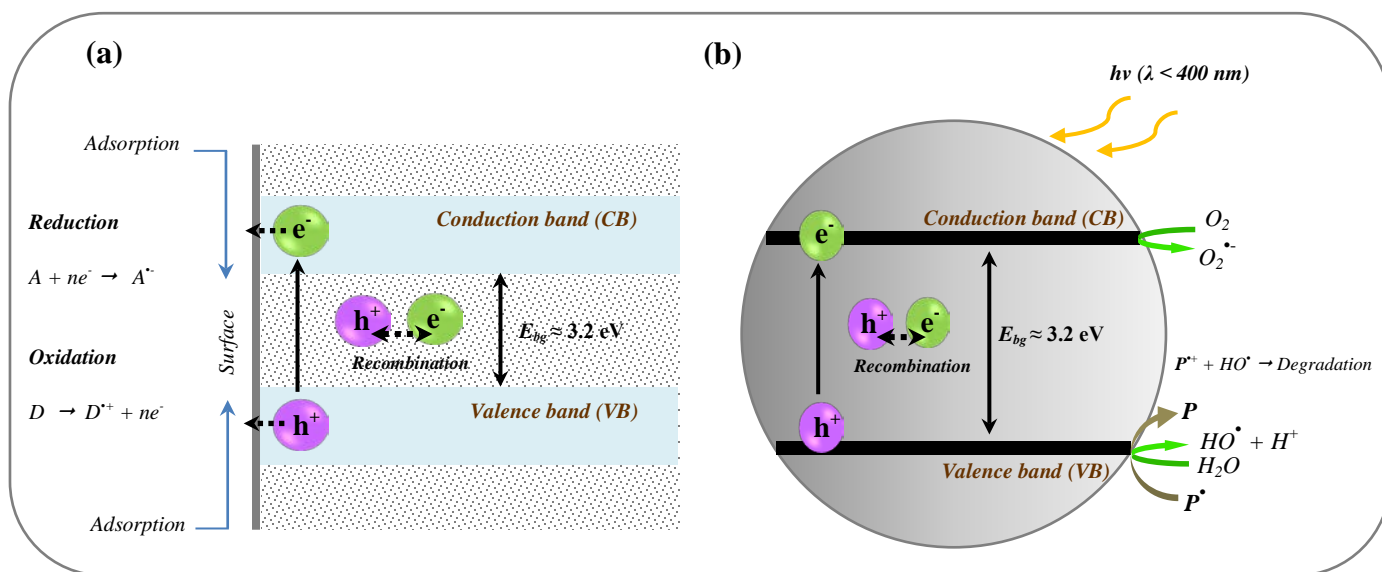 (a)
Adsorption
Reduction
A + ne⁻ → A•⁻
Surface
Oxidation
D → D•⁺ + ne⁻
Adsorption
Conduction band (CB)
e⁻
h⁺ e⁻
Recombination
E_bg ≈ 3.2 eV
Valence band (VB)
h⁺
(b)
hν (λ < 400 nm)
Conduction band (CB)
e⁻
O₂
O₂•⁻
h⁺ e⁻
Recombination
E_bg ≈ 3.2 eV
P•⁺ + HO• → Degradation
h⁺
Valence band (VB)
P
HO• + H⁺
H₂O
P•